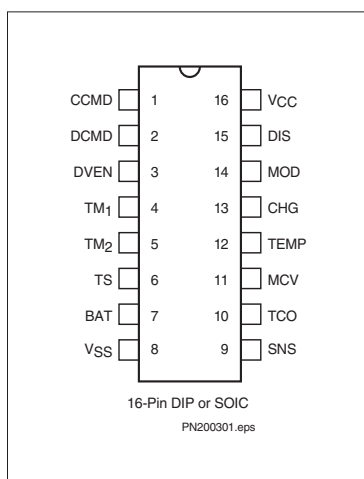 CCMD 1 16 VCC
DCMD 2 15 DIS
DVEN 3 14 MOD
TM1 4 13 CHG
TM2 5 12 TEMP
TS 6 11 MCV
BAT 7 10 TCO
VSS 8 9 SNS
16-Pin DIP or SOIC
PN200301.eps